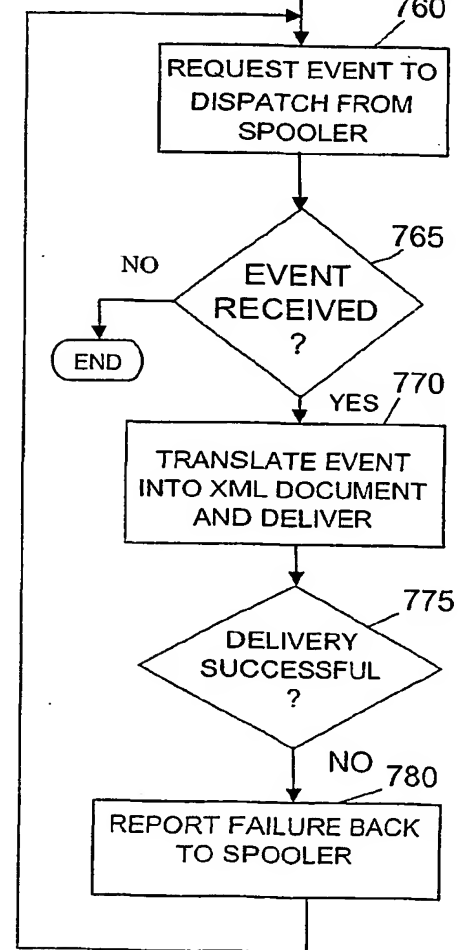 760
REQUEST EVENT TO
DISPATCH FROM
SPOOLER
765
NO
EVENT
RECEIVED
?
END
770
YES
TRANSLATE EVENT
INTO XML DOCUMENT
AND DELIVER
775
DELIVERY
SUCCESSFUL
?
NO
780
REPORT FAILURE BACK
TO SPOOLER